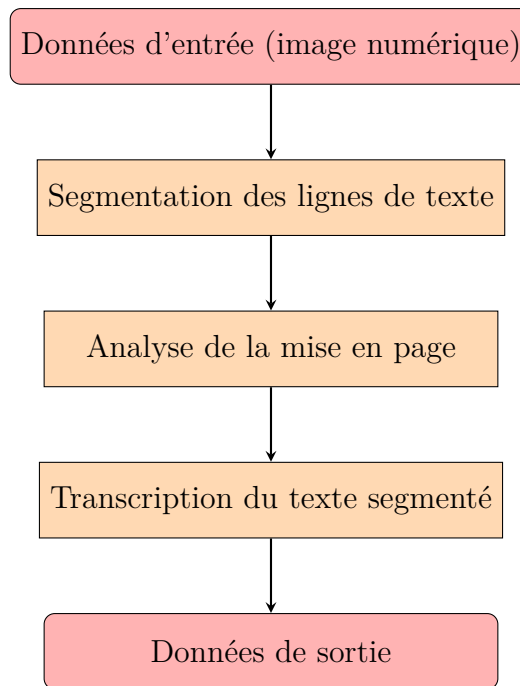 Données d'entrée (image numérique)
Segmentation des lignes de texte
Analyse de la mise en page
Transcription du texte segmenté
Données de sortie